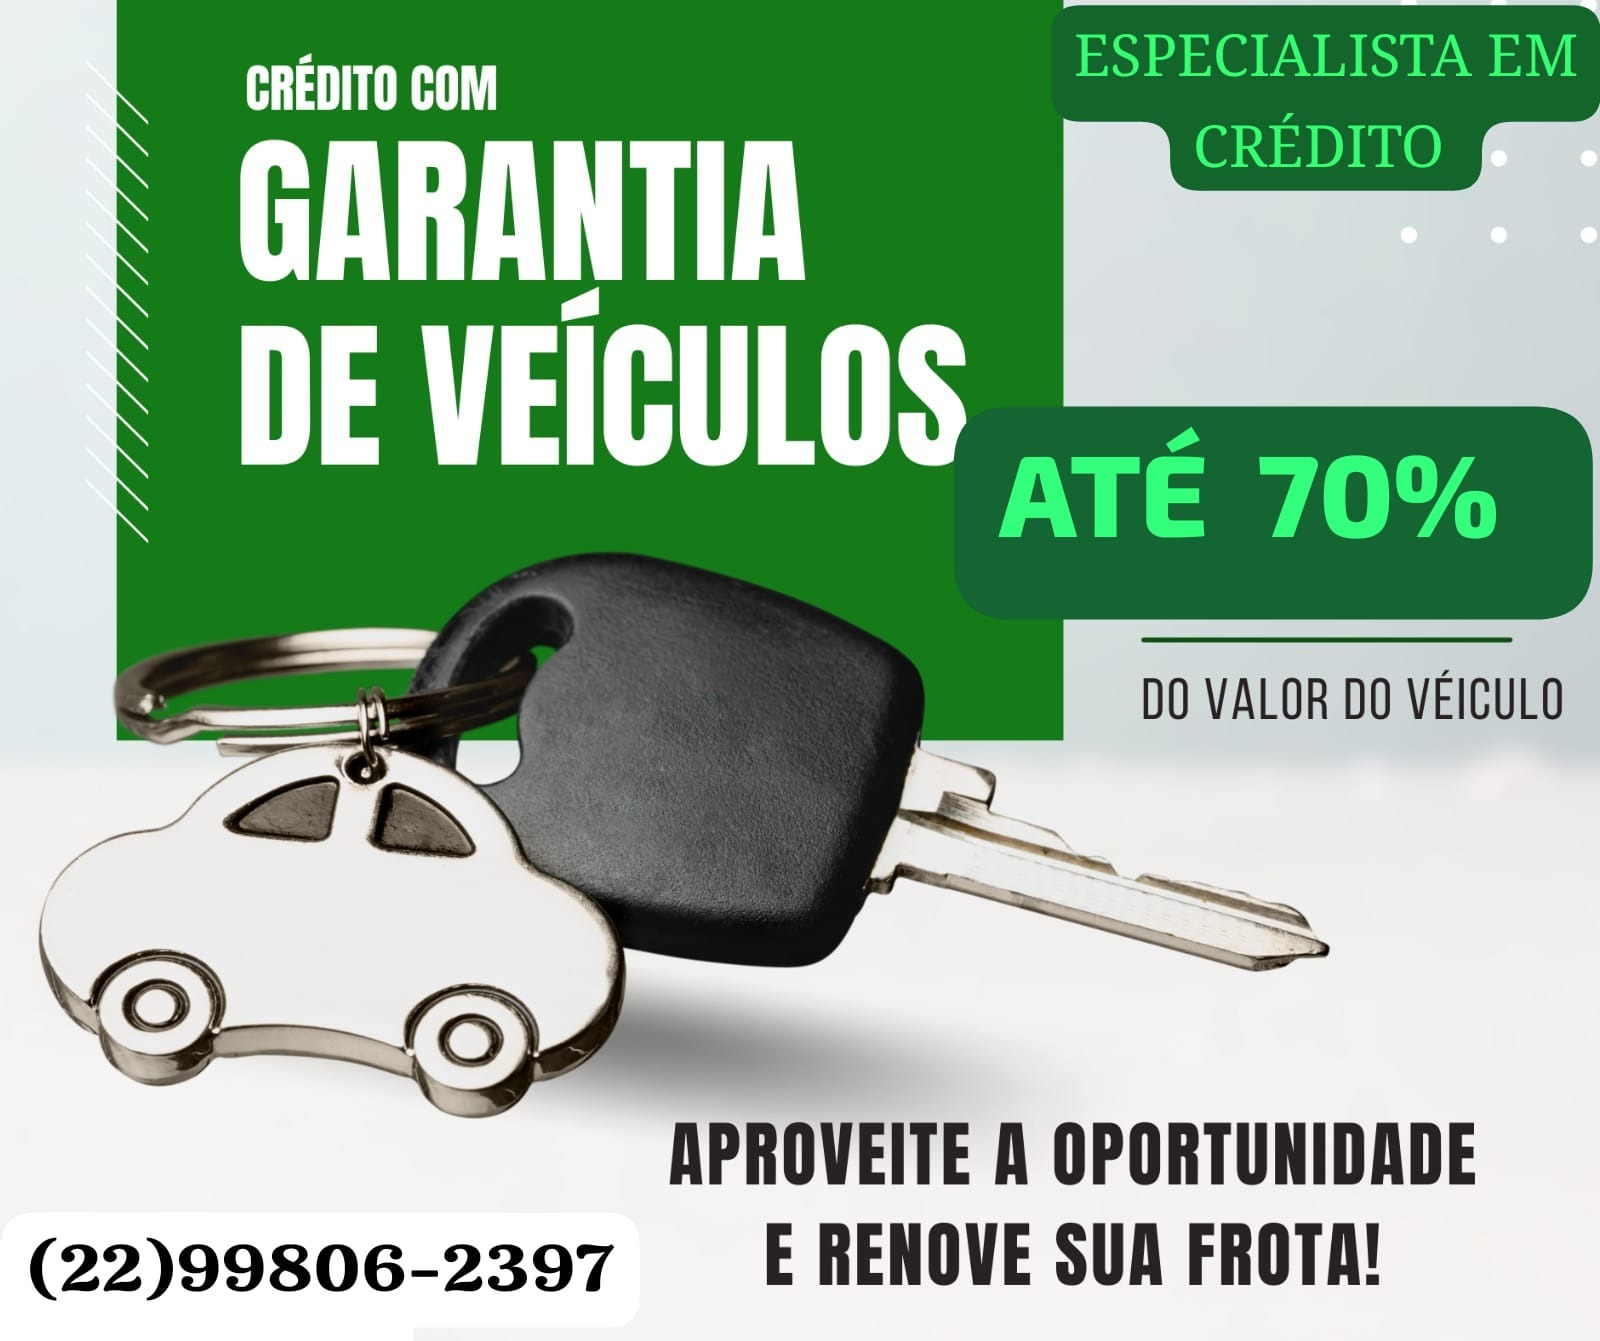 CRÉDITO COM
GARANTIA
DE VEÍCULOS
ESPECIALISTA EM
CRÉDITO
ATÉ 70%
DO VALOR DO VÉICULO
APROVEITE A OPORTUNIDADE
E RENOVE SUA FROTA!
(22)99806-2397